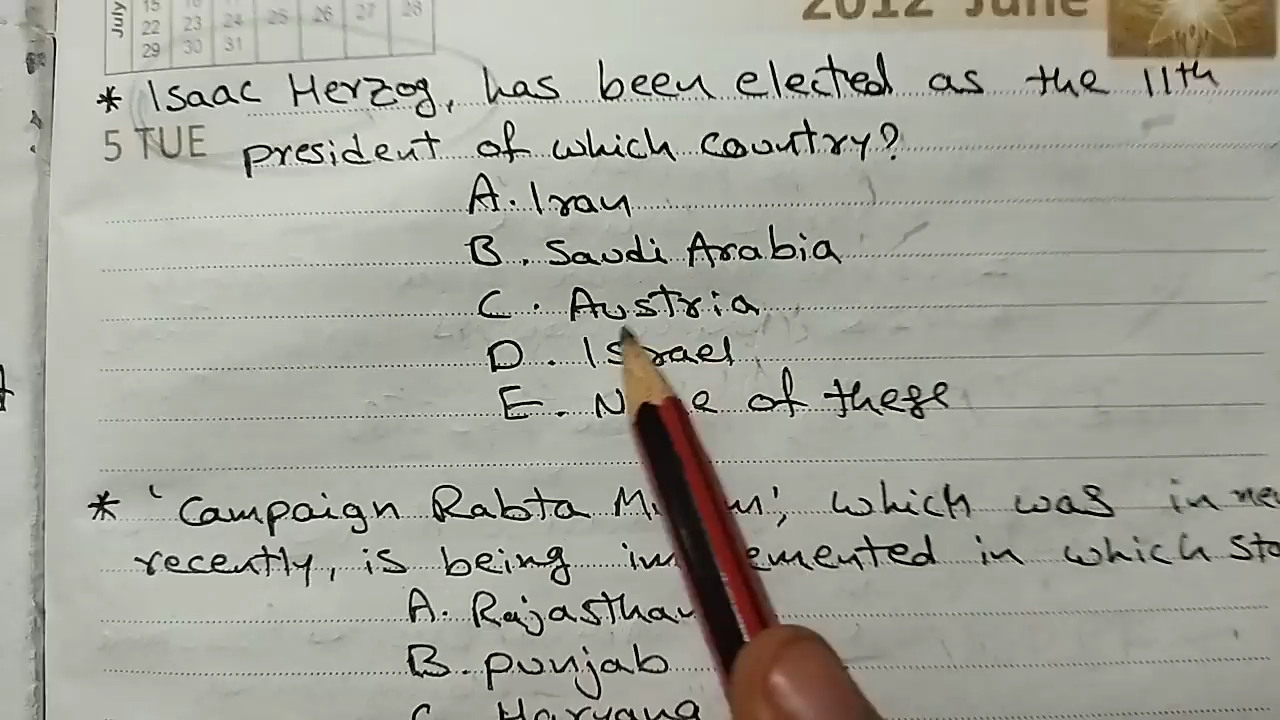 2012 June
July 15 16 28
22 23 24 25 26 27
29 30 31
* Isaac Herzog, has been elected as the 11th
5 TUE president of which country?
A. Iran
B. Saudi Arabia
C. Austria
D. Israel
E. of these
* 'Campaign Rabta which was in
recently, is being in which
A. Rajasthan
B. punjab
C. Haryana